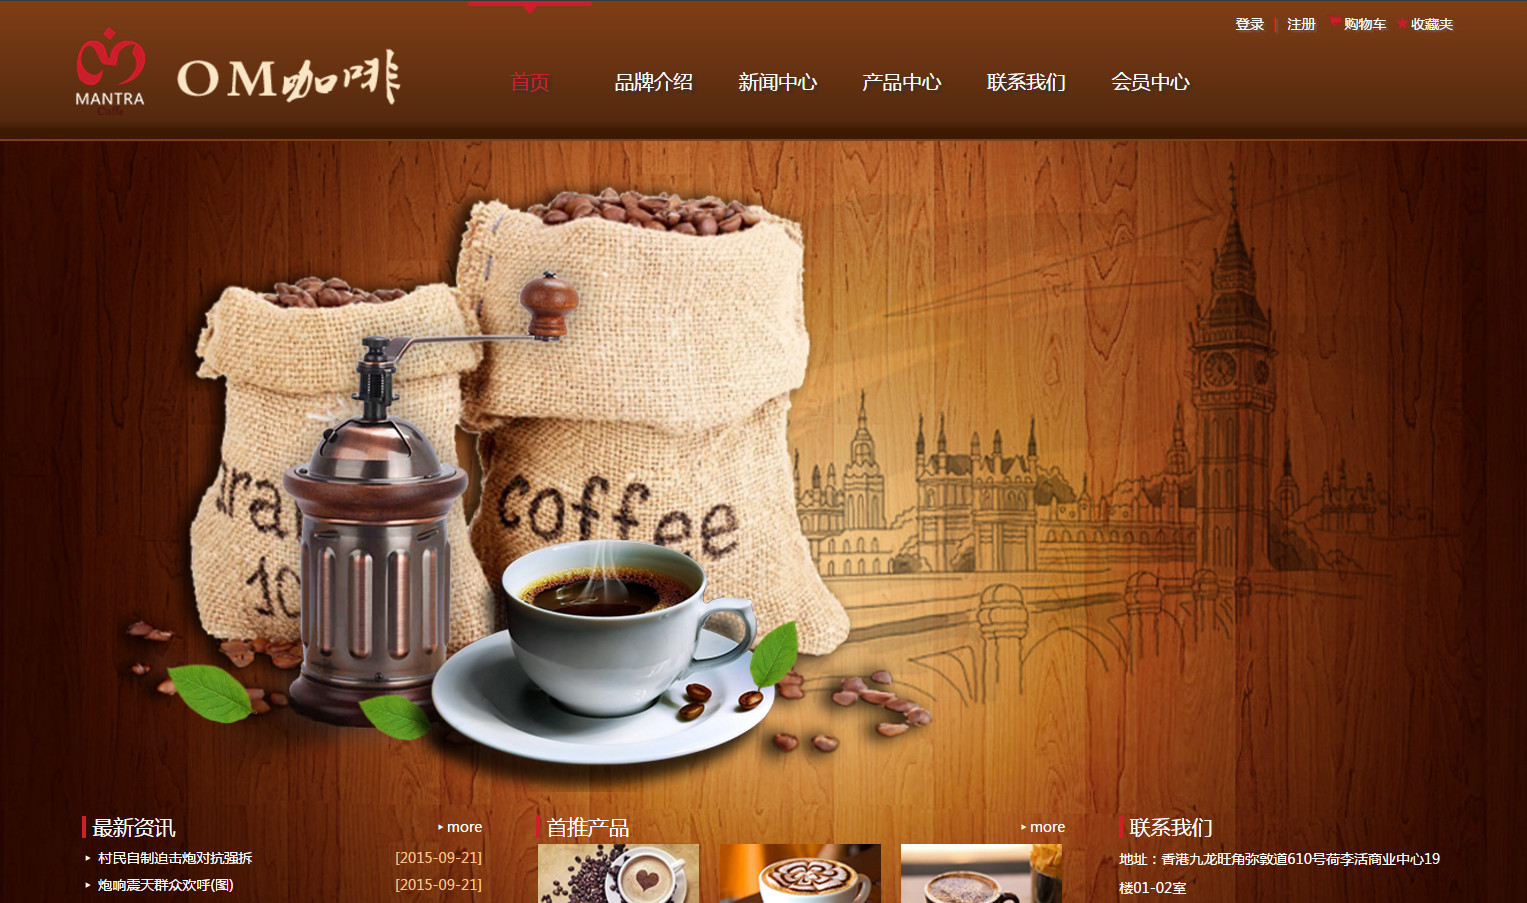 登录 注册 购物车 收藏夹
MANTRA
OM咖啡
首页 品牌介绍 新闻中心 产品中心 联系我们 会员中心
coffee
10
最新资讯 more
村民自制迫击炮对抗强拆 [2015-09-21]
炮响震天群众欢呼(图) [2015-09-21]
首推产品 more
联系我们
地址：香港九龙旺角弥敦道610号荷李活商业中心19
楼01-02室